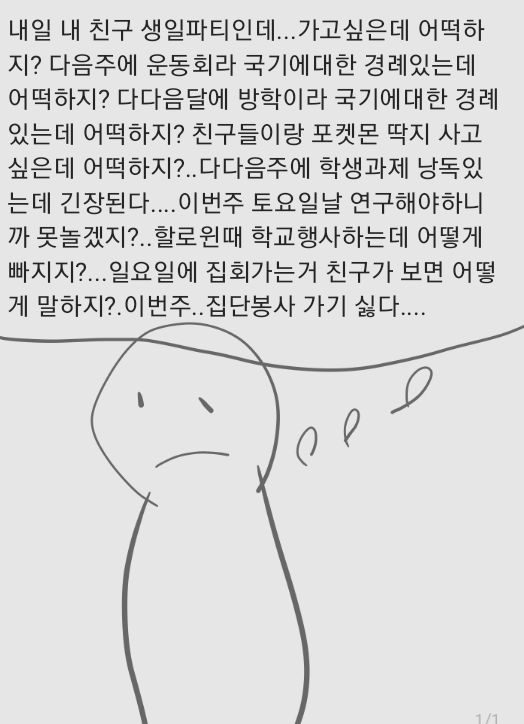 내일 내 친구 생일파티인데...가고싶은데 어떡하
지? 다음주에 운동회라 국기에대한 경례있는데
어떡하지? 다다음달에 방학이라 국기에대한 경례
있는데 어떡하지? 친구들이랑 포켓몬 딱지 사고
싶은데 어떡하지?..다다음주에 학생과제 낭독있
는데 긴장된다....이번주 토요일날 연구해야하니
까 못놀겠지?..할로윈때 학교행사하는데 어떻게
빠지지?...일요일에 집회가는거 친구가 보면 어떻
게 말하지?.이번주..집단봉사 가기 싫다....
1/1